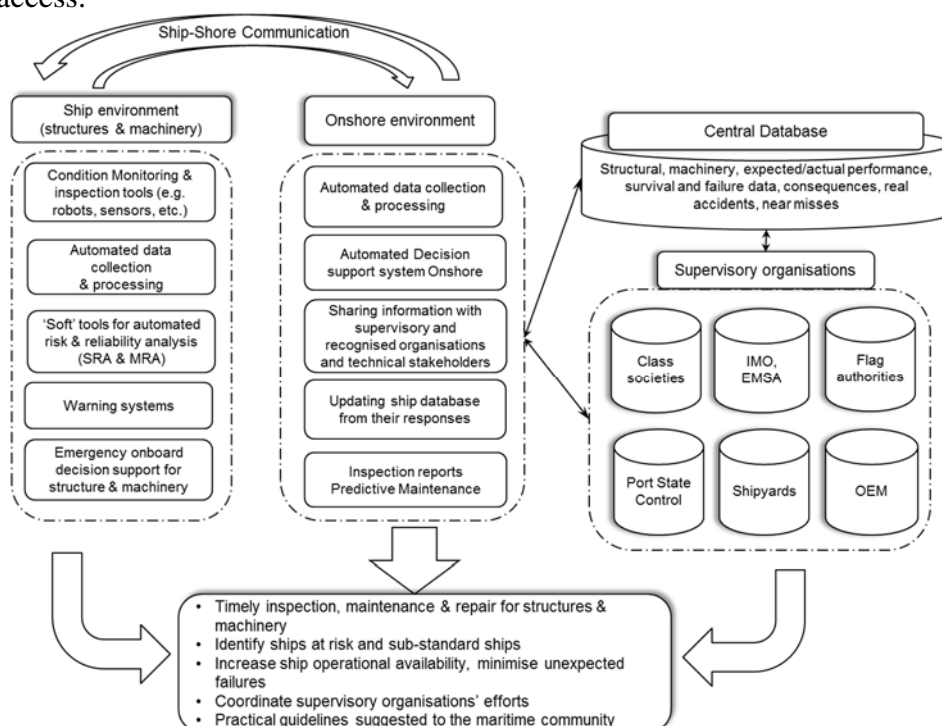 access.
Ship-Shore Communication
Ship environment
(structures & machinery)
Condition Monitoring &
inspection tools (e.g.
robots, sensors, etc.)
Automated data
collection
& processing
‘Soft’ tools for automated
risk & reliability analysis
(SRA & MRA)
Warning systems
Emergency onboard
decision support for
structure & machinery
Onshore environment
Automated data collection
& processing
Automated Decision
support system Onshore
Sharing information with
supervisory and
recognised organisations
and technical stakeholders
Updating ship database
from their responses
Inspection reports
Predictive Maintenance
Central Database
Structural, machinery, expected/actual performance,
survival and failure data, consequences, real
accidents, near misses
Supervisory organisations
Class
societies
IMO,
EMSA
Flag
authorities
Port State
Control
Shipyards
OEM
• Timely inspection, maintenance & repair for structures &
machinery
• Identify ships at risk and sub-standard ships
• Increase ship operational availability, minimise unexpected
failures
• Coordinate supervisory organisations’ efforts
• Practical guidelines suggested to the maritime community